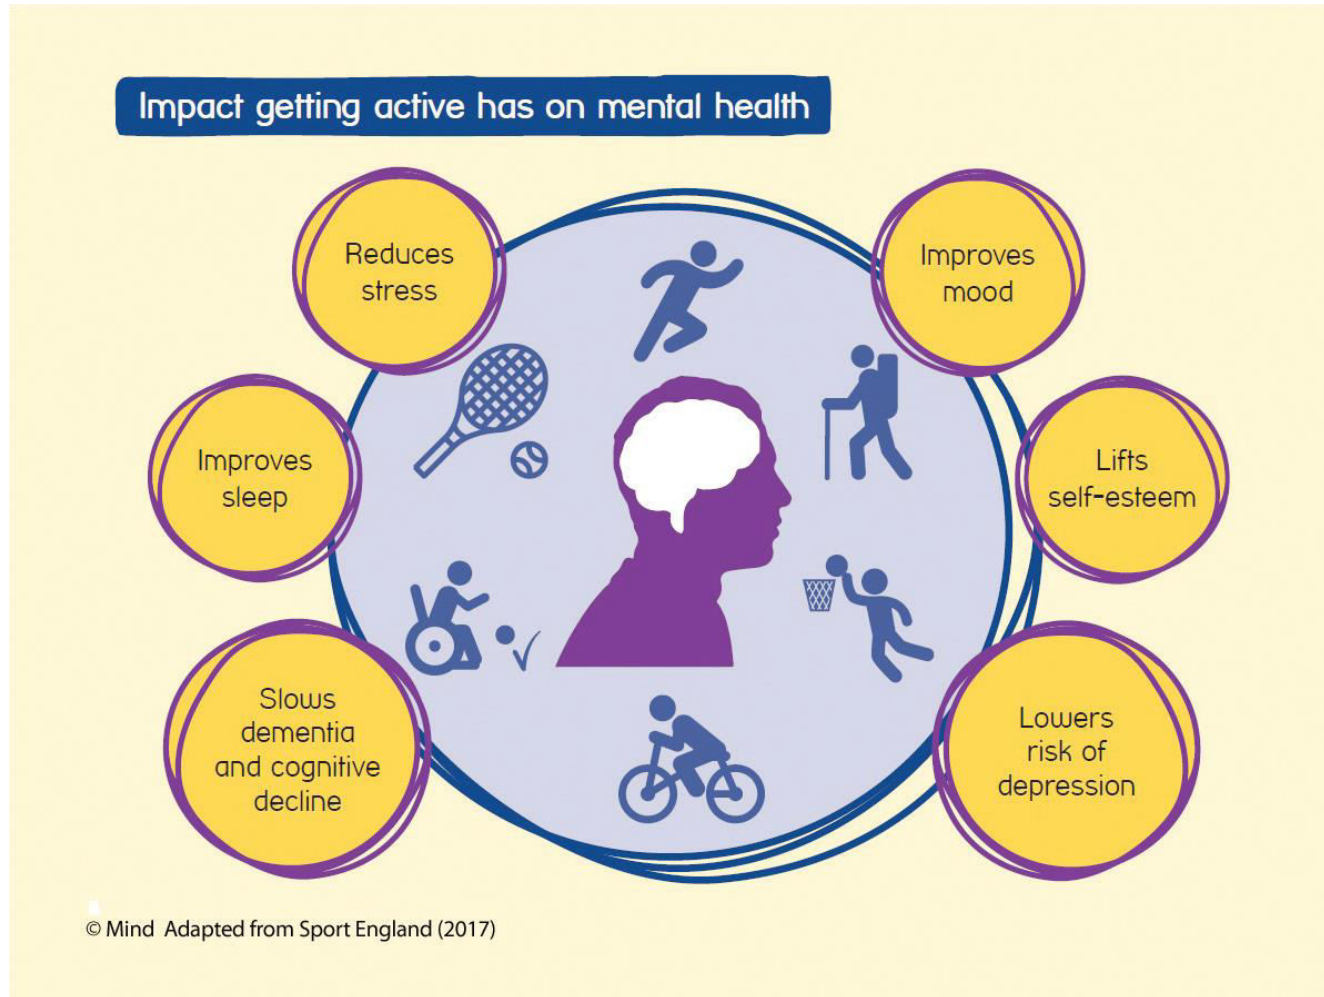 Impact getting active has on mental health
Reduces
stress
Improves
mood
Improves
sleep
Lifts
self-esteem
Slows
dementia
and cognitive
decline
Lowers
risk of
depression
© Mind Adapted from Sport England (2017)